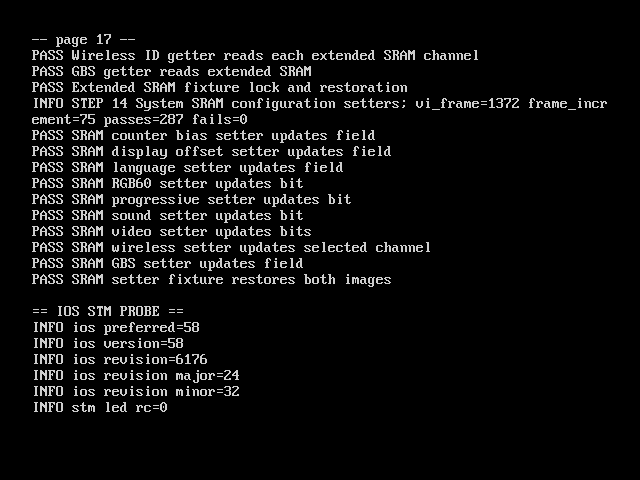 -- page 17 --
PASS Wireless ID getter reads each extended SRAM channel
PASS GBS getter reads extended SRAM
PASS Extended SRAM fixture lock and restoration
INFO STEP 14 System SRAM configuration setters; vi_frame=1372 frame_incr
ement=75 passes=287 fails=0
PASS SRAM counter bias setter updates field
PASS SRAM display offset setter updates field
PASS SRAM language setter updates field
PASS SRAM RGB60 setter updates bit
PASS SRAM progressive setter updates bit
PASS SRAM sound setter updates bit
PASS SRAM video setter updates bits
PASS SRAM wireless setter updates selected channel
PASS SRAM GBS setter updates field
PASS SRAM setter fixture restores both images
== IOS STM PROBE ==
INFO ios preferred=58
INFO ios version=58
INFO ios revision=6176
INFO ios revision major=24
INFO ios revision minor=32
INFO stm led rc=0